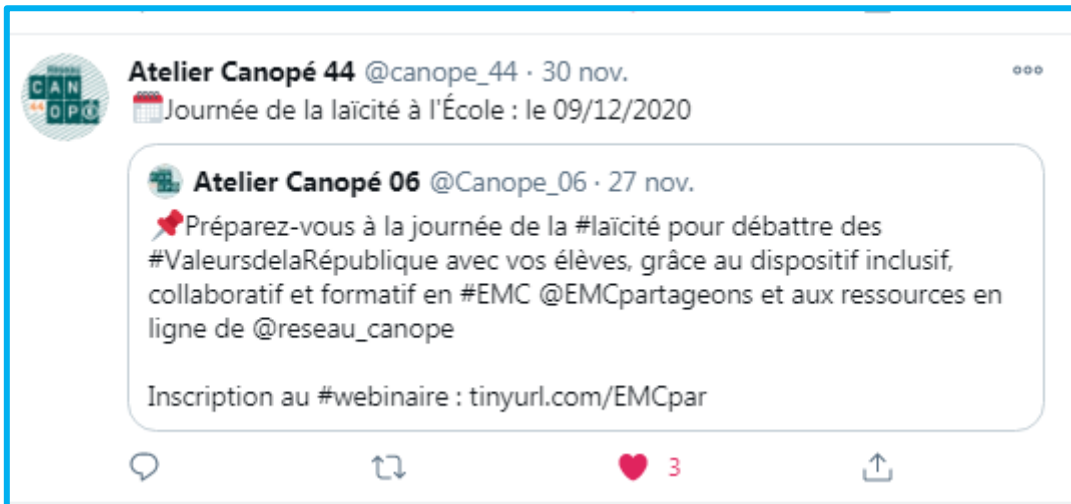 Atelier Canopé 44 @canope_44 · 30 nov.
Journée de la laïcité à l'École : le 09/12/2020
Atelier Canopé 06 @Canope_06 · 27 nov.
Préparez-vous à la journée de la #laïcité pour débattre des
#ValeursdelaRépublique avec vos élèves, grâce au dispositif inclusif,
collaboratif et formatif en #EMC @EMCpartageons et aux ressources en
ligne de @reseau_canope
Inscription au #webinaire : tinyurl.com/EMCpar
3